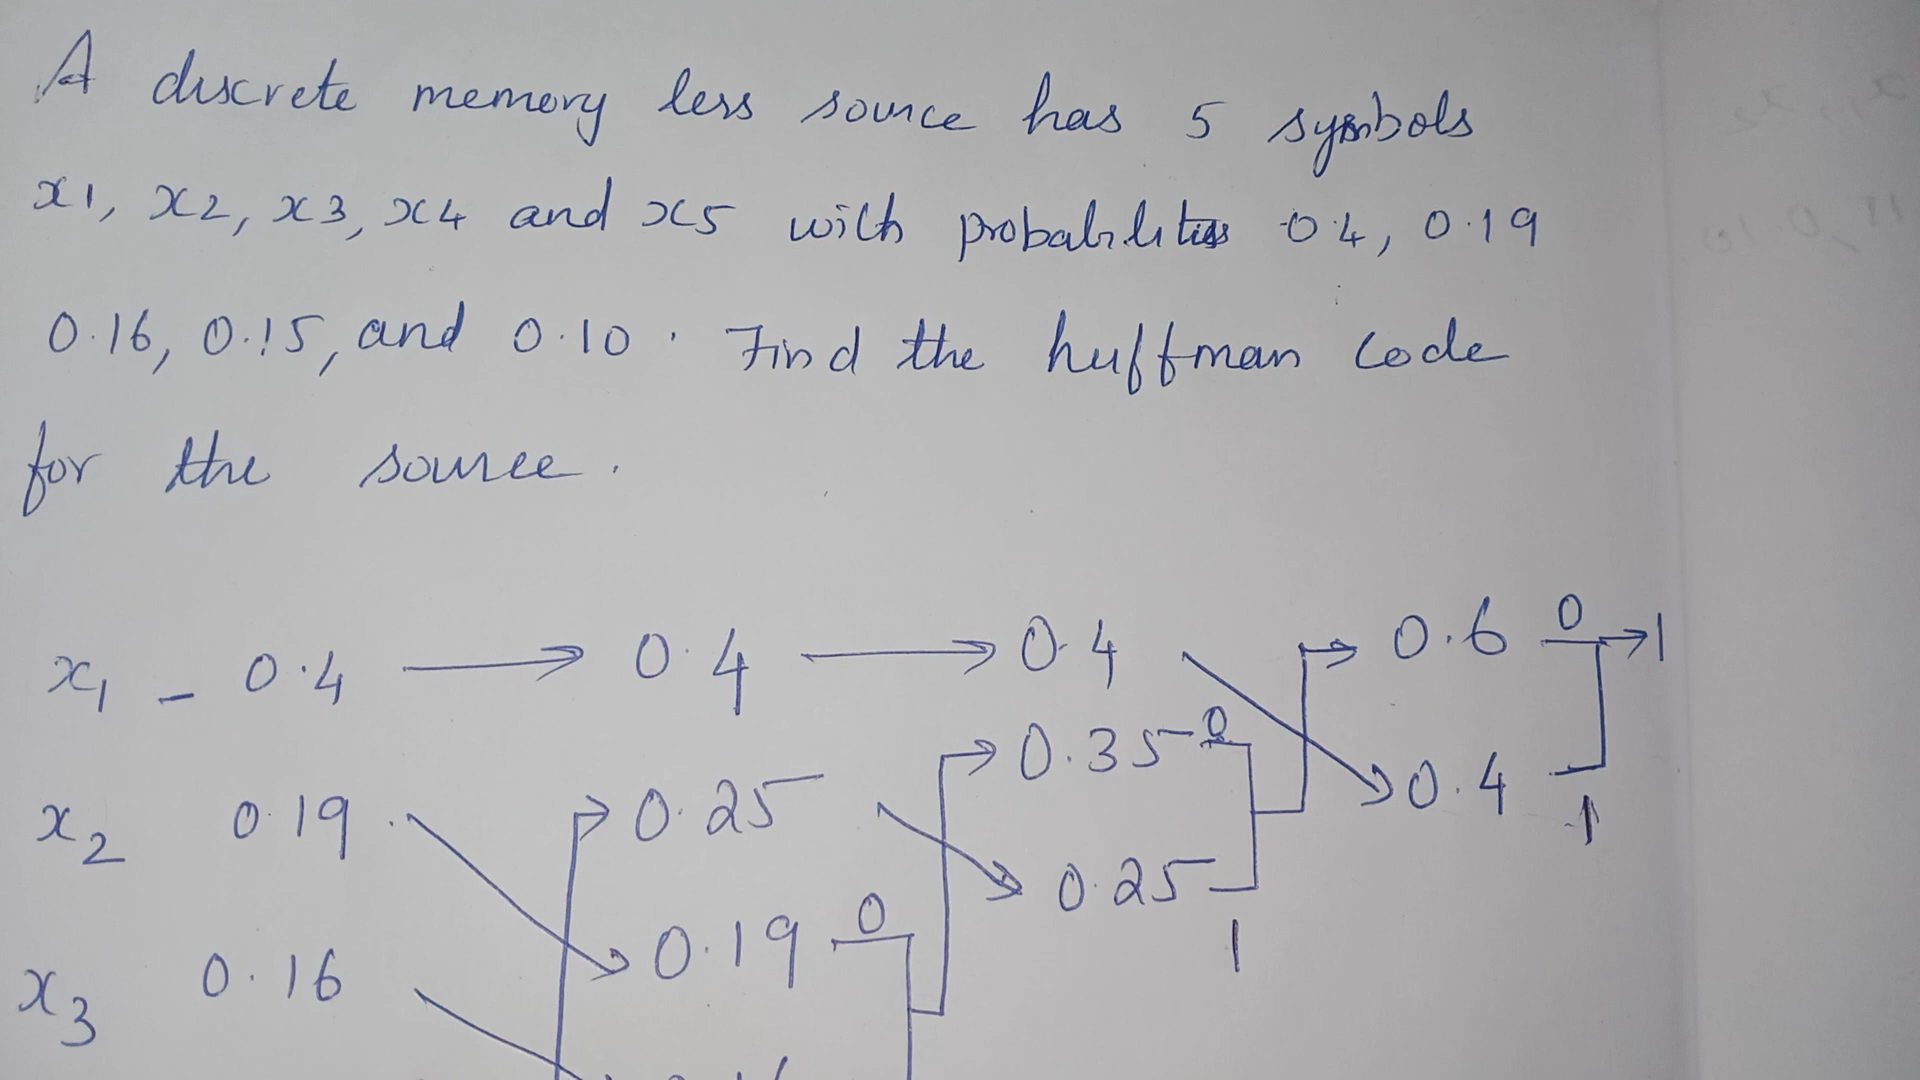 A discrete memory less source has 5 symbols
x1, x2, x3, x4 and x5 with probabilities 0.4, 0.19
0.16, 0.15, and 0.10. Find the huffman code
for the source.
x1 - 0.4 → 0.4 → 0.4 0.6 0 → 1
0.35 0
x2 0.19 0.25 0.4 1
0.25 1
0.19 0
x3 0.16